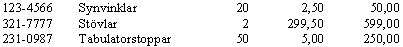 123-4566 Synvinklar 20 2,50 50,00
321-7777 Stövlar 2 299,50 599,00
231-0987 Tabulatorstoppar 50 5,00 250,00